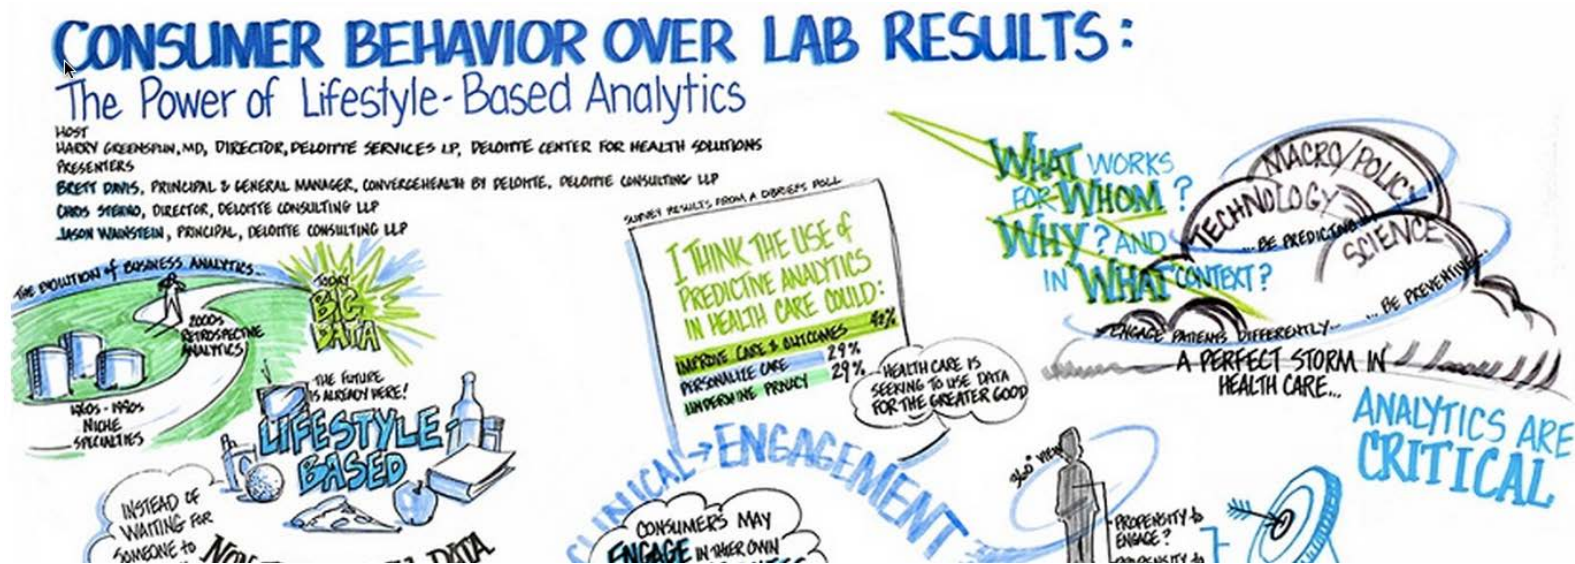 CONSUMER BEHAVIOR OVER LAB RESULTS:
The Power of Lifestyle-Based Analytics
HOST
HARRY GREENSPUN, MD, DIRECTOR, DELOITTE SERVICES LP, DELOITTE CENTER FOR HEALTH SOLUTIONS
PRESENTERS
BRETT DAVIS, PRINCIPAL & GENERAL MANAGER, CONVERGEHEALTH BY DELOITTE, DELOITTE CONSULTING LLP
CHRIS STEHNO, DIRECTOR, DELOITTE CONSULTING LLP
JASON WAINSTEIN, PRINCIPAL, DELOITTE CONSULTING LLP
THE EVOLUTION of BUSINESS ANALYTICS...
1960s - 1990s
NICHE
SPECIALTIES
2000s
RETROSPECTIVE
ANALYTICS
TODAY
BIG
DATA
THE FUTURE
IS ALREADY HERE!
LIFESTYLE
BASED
INSTEAD OF
WAITING FOR
SOMEONE to
DATA
SURVEY RESULTS FROM A DBRIEFS POLL
I THINK THE USE of
PREDICTIVE ANALYTICS
IN HEALTH CARE COULD:
IMPROVE CARE & OUTCOMES
PERSONALIZE CARE 29%
UNDERMINE PRIVACY 29%
HEALTH CARE IS
SEEKING TO USE DATA
FOR THE GREATER GOOD
CLINICAL → ENGAGEMENT
CONSUMERS MAY
ENGAGE IN THEIR OWN
WHAT WORKS
FOR WHOM?
WHY? AND
IN WHAT CONTEXT?
MACRO/POLICY
TECHNOLOGY
SCIENCE
...BE PREDICTING...
...BE PREVENTIVE...
ENGAGE PATIENTS DIFFERENTLY...
A PERFECT STORM IN
HEALTH CARE...
ANALYTICS ARE
CRITICAL
360° VIEW
PROPENSITY to
ENGAGE?
PROPENSITY to